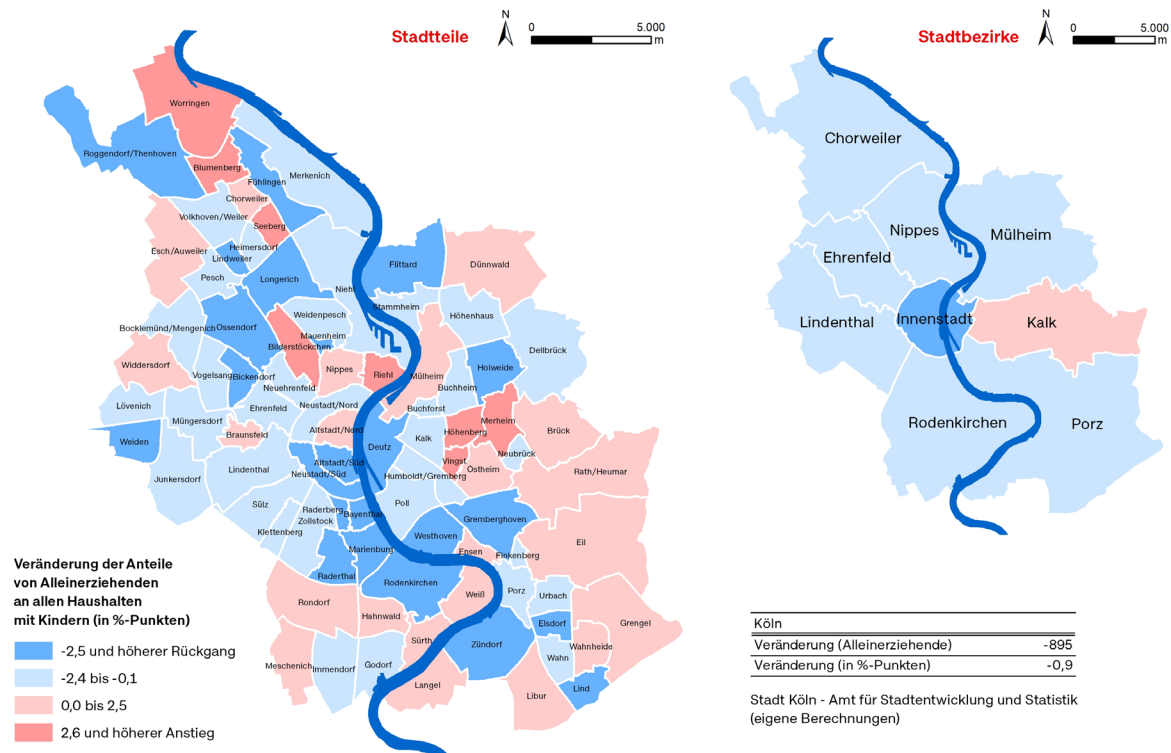 Stadtteile
N
0
5.000
m
Stadtbezirke
N
0
5.000
m
Worringen
Roggendorf/Thenhoven
Blumenberg
Fühlingen
Merkenich
Chorweiler
Volkhoven/Weiler
Seeberg
Heimersdorf
Esch/Auweiler
Lindweiler
Pesch
Longerich
Niehl
Flittard
Dünnwald
Stammheim
Höhenhaus
Weidenpesch
Bocklemünd/Mengenich
Ossendorf
Mauenheim
Bilderstöckchen
Dellbrück
Widdersdorf
Vogelsang
Bickendorf
Nippes
Riehl
Mülheim
Holweide
Neuehrenfeld
Buchheim
Lövenich
Ehrenfeld
Neustadt/Nord
Buchforst
Müngersdorf
Merheim
Altstadt/Nord
Höhenberg
Brück
Weiden
Braunsfeld
Deutz
Kalk
Neubrück
Altstadt/Süd
Vingst
Ostheim
Lindenthal
Neustadt/Süd
Humboldt/Gremberg
Rath/Heumar
Junkersdorf
Sülz
Raderberg
Bayenthal
Poll
Zollstock
Gremberghoven
Klettenberg
Westhoven
Marienburg
Ensen
Finkenberg
Eil
Raderthal
Rodenkirchen
Weiß
Porz
Urbach
Rondorf
Hahnwald
Elsdorf
Grengel
Sürth
Zündorf
Wahnheide
Meschenich
Immendorf
Godorf
Wahn
Langel
Libur
Lind
Chorweiler
Nippes
Mülheim
Ehrenfeld
Lindenthal
Innenstadt
Kalk
Rodenkirchen
Porz
Veränderung der Anteile
von Alleinerziehenden
an allen Haushalten
mit Kindern (in %-Punkten)
-2,5 und höherer Rückgang
-2,4 bis -0,1
0,0 bis 2,5
2,6 und höherer Anstieg
Köln
Veränderung (Alleinerziehende) -895
Veränderung (in %-Punkten) -0,9
Stadt Köln - Amt für Stadtentwicklung und Statistik
(eigene Berechnungen)